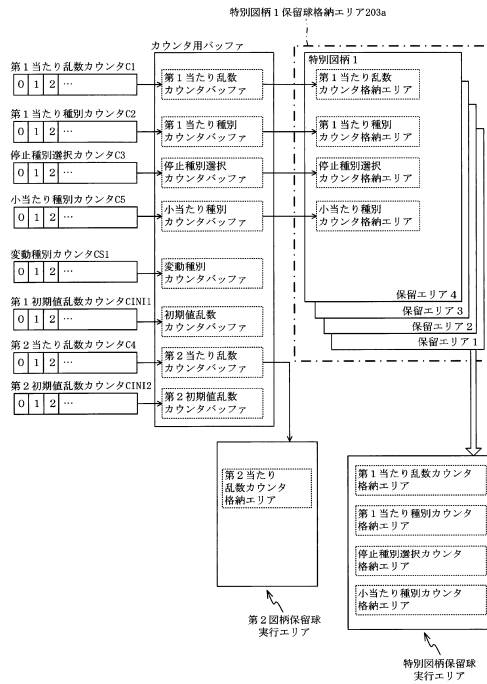 特別図柄1保留球格納エリア203a
カウンタ用バッファ
特別図柄1
第1当たり乱数カウンタC1
0 1 2 …
第1当たり乱数
カウンタバッファ
第1当たり乱数
カウンタ格納エリア
第1当たり種別カウンタC2
0 1 2 …
第1当たり種別
カウンタバッファ
第1当たり種別
カウンタ格納エリア
停止種別選択カウンタC3
0 1 2 …
停止種別選択
カウンタバッファ
停止種別選択
カウンタ格納エリア
小当たり種別カウンタC5
0 1 2 …
小当たり種別
カウンタバッファ
小当たり種別
カウンタ格納エリア
変動種別カウンタCS1
0 1 2 …
変動種別
カウンタバッファ
保留エリア4
保留エリア3
保留エリア2
保留エリア1
第1初期値乱数カウンタCINI1
0 1 2 …
初期値乱数
カウンタバッファ
第2当たり乱数カウンタC4
0 1 2 …
第2当たり乱数
カウンタバッファ
第2初期値乱数カウンタCINI2
0 1 2 …
第2初期値乱数
カウンタバッファ
第2当たり
乱数カウンタ
格納エリア
第2図柄保留球
実行エリア
第1当たり乱数カウンタ
格納エリア
第1当たり種別カウンタ
格納エリア
停止種別選択カウンタ
格納エリア
小当たり種別カウンタ
格納エリア
特別図柄保留球
実行エリア